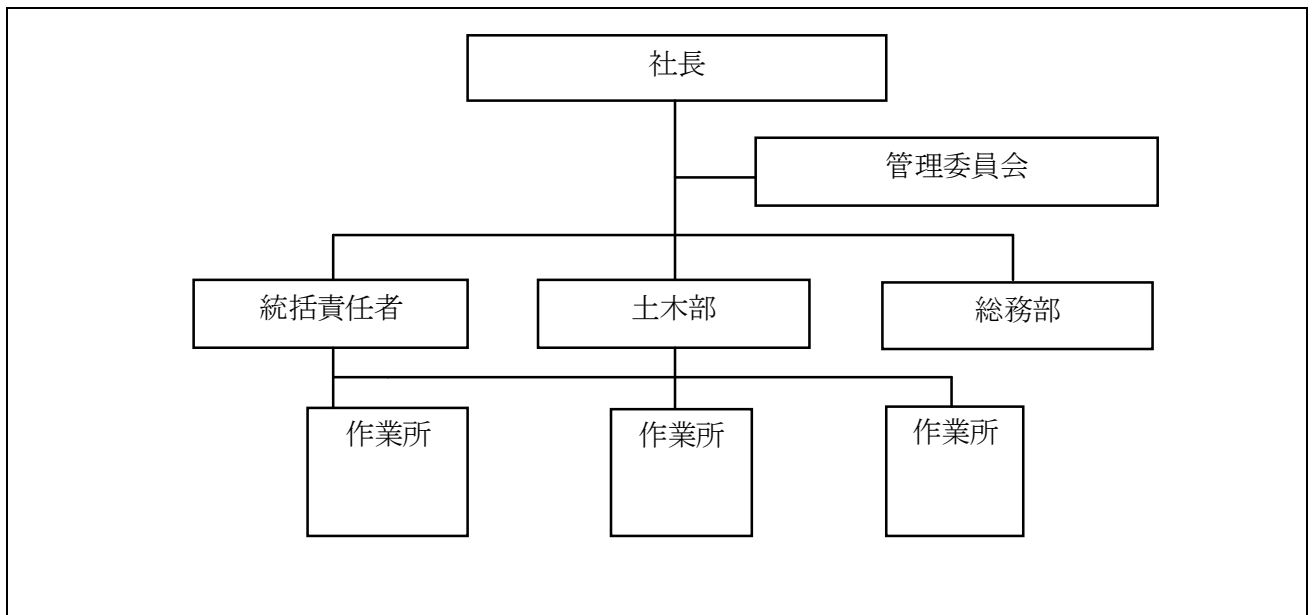 社長
管理委員会
統括責任者
土木部
総務部
作業所
作業所
作業所